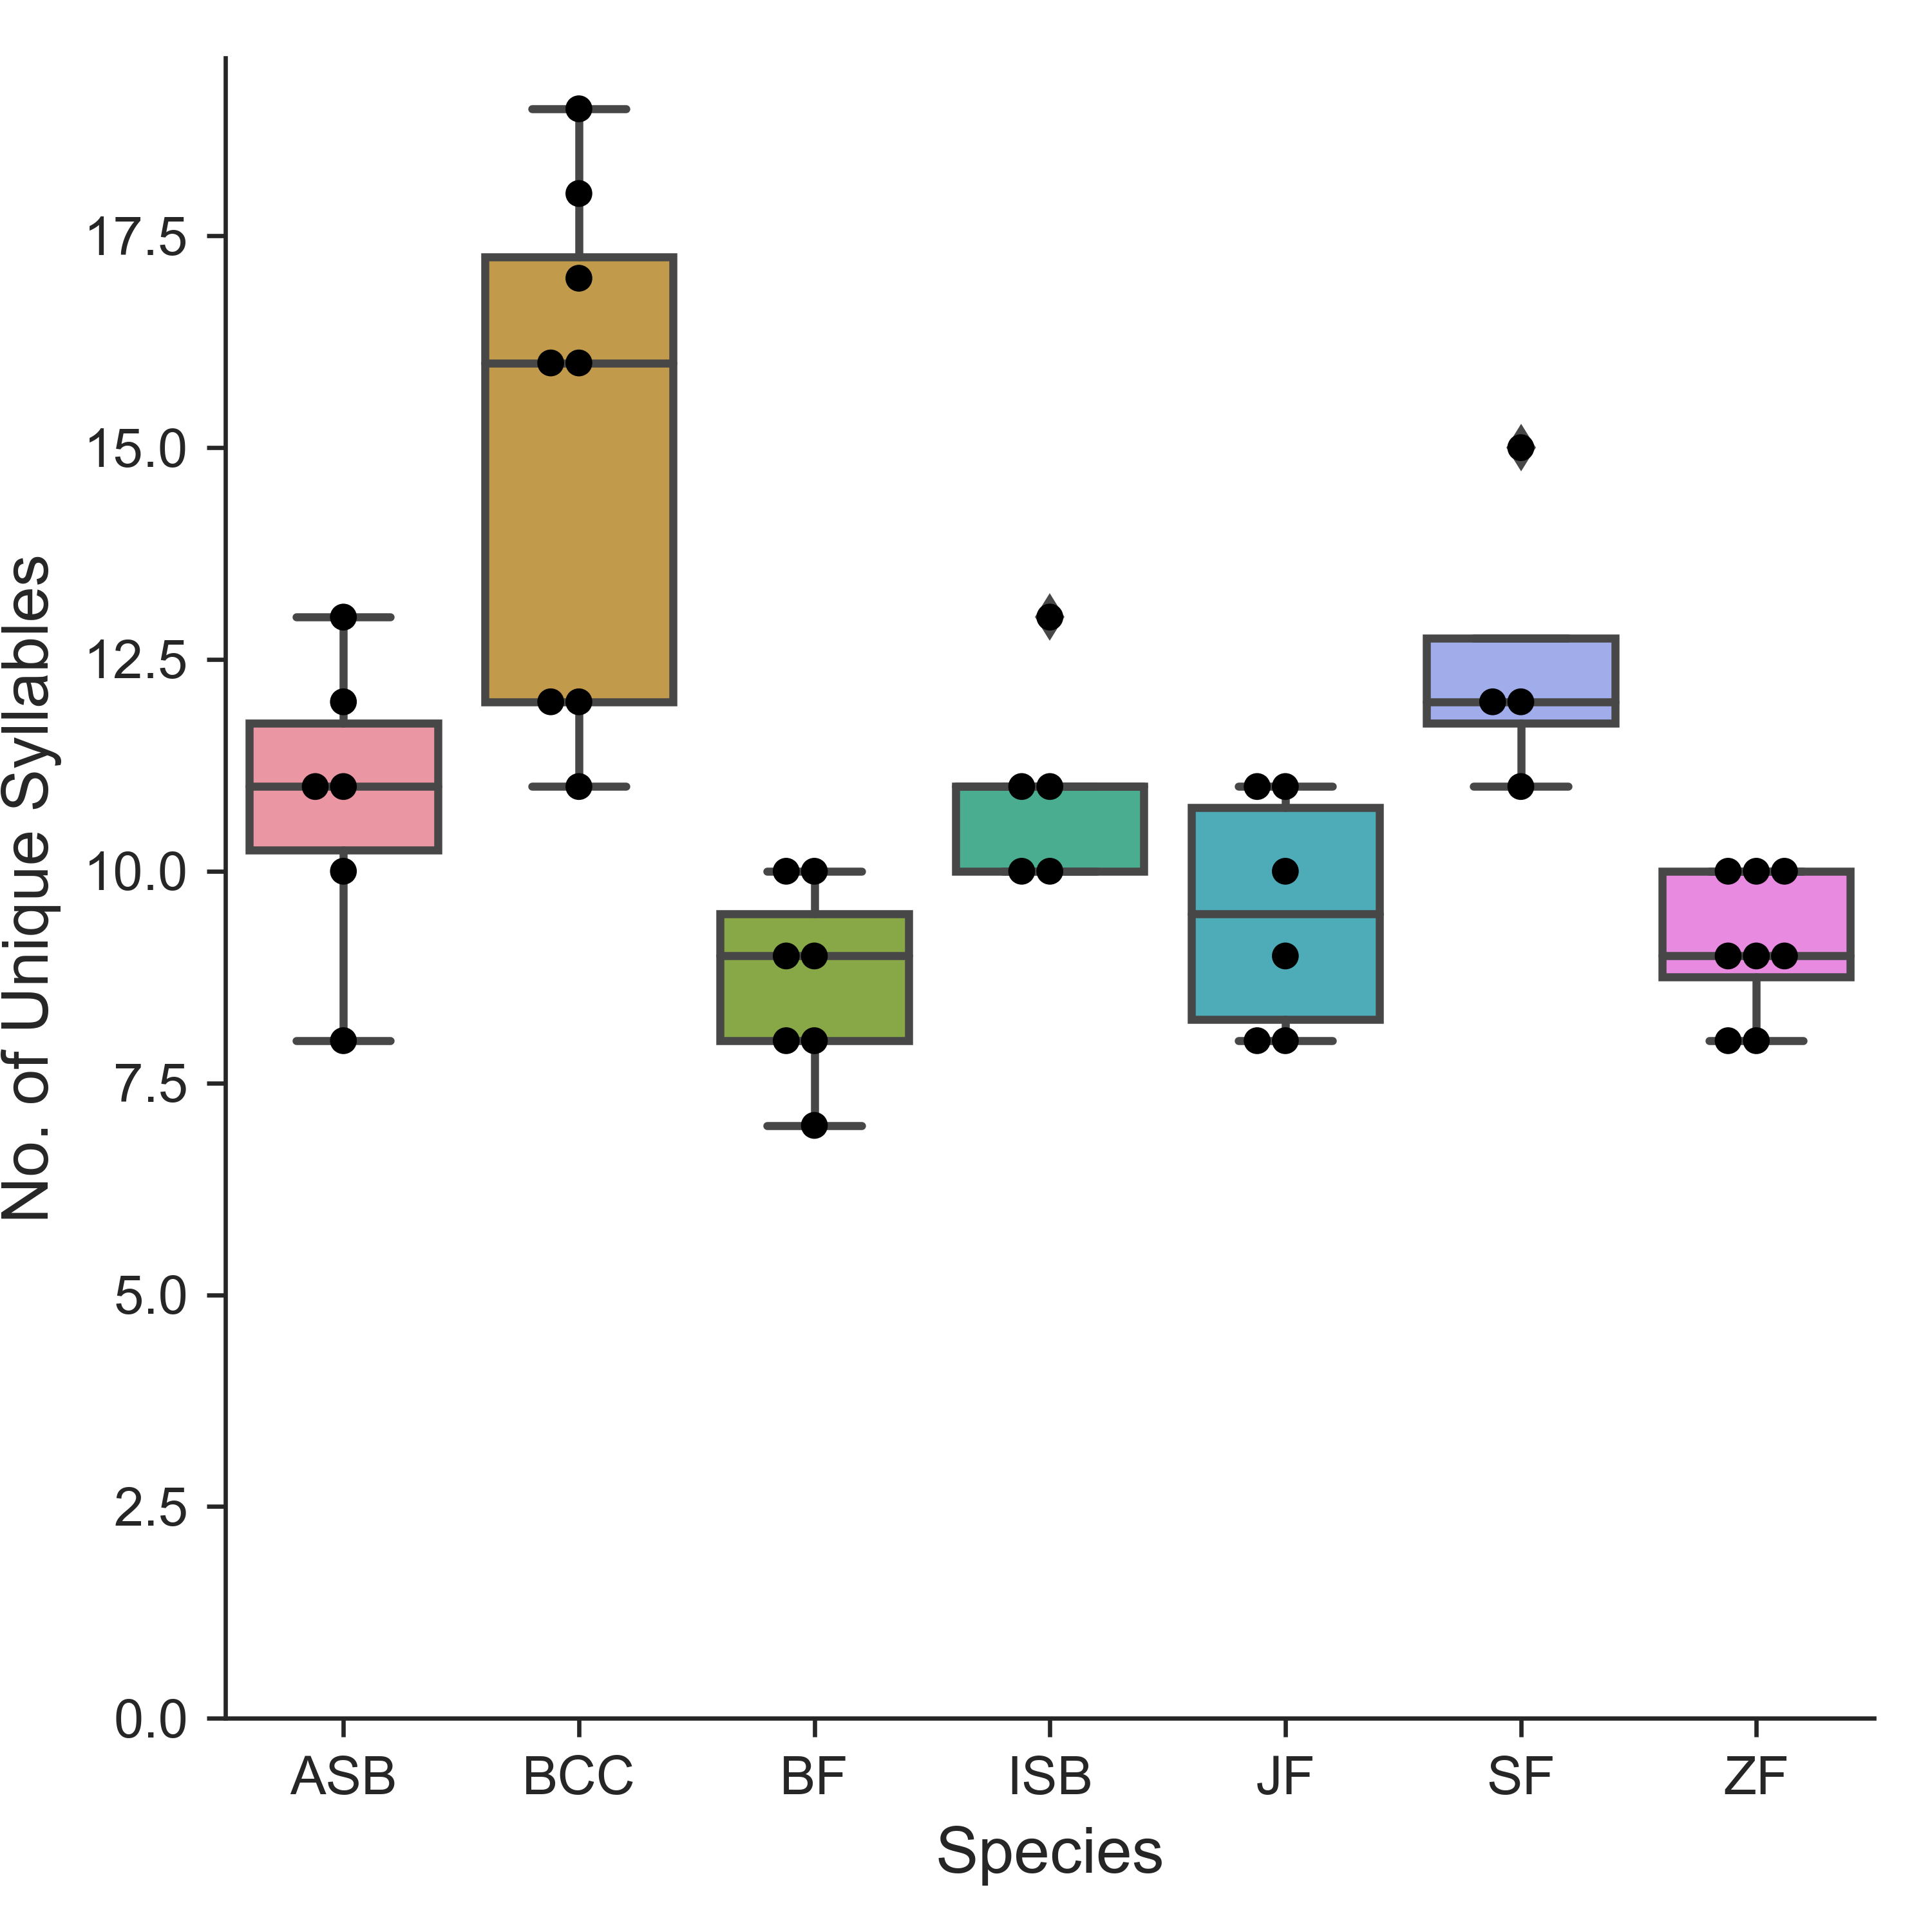 No. of Unique Syllables
17.5
15.0
12.5
10.0
7.5
5.0
2.5
0.0
ASB BCC BF ISB JF SF ZF
Species